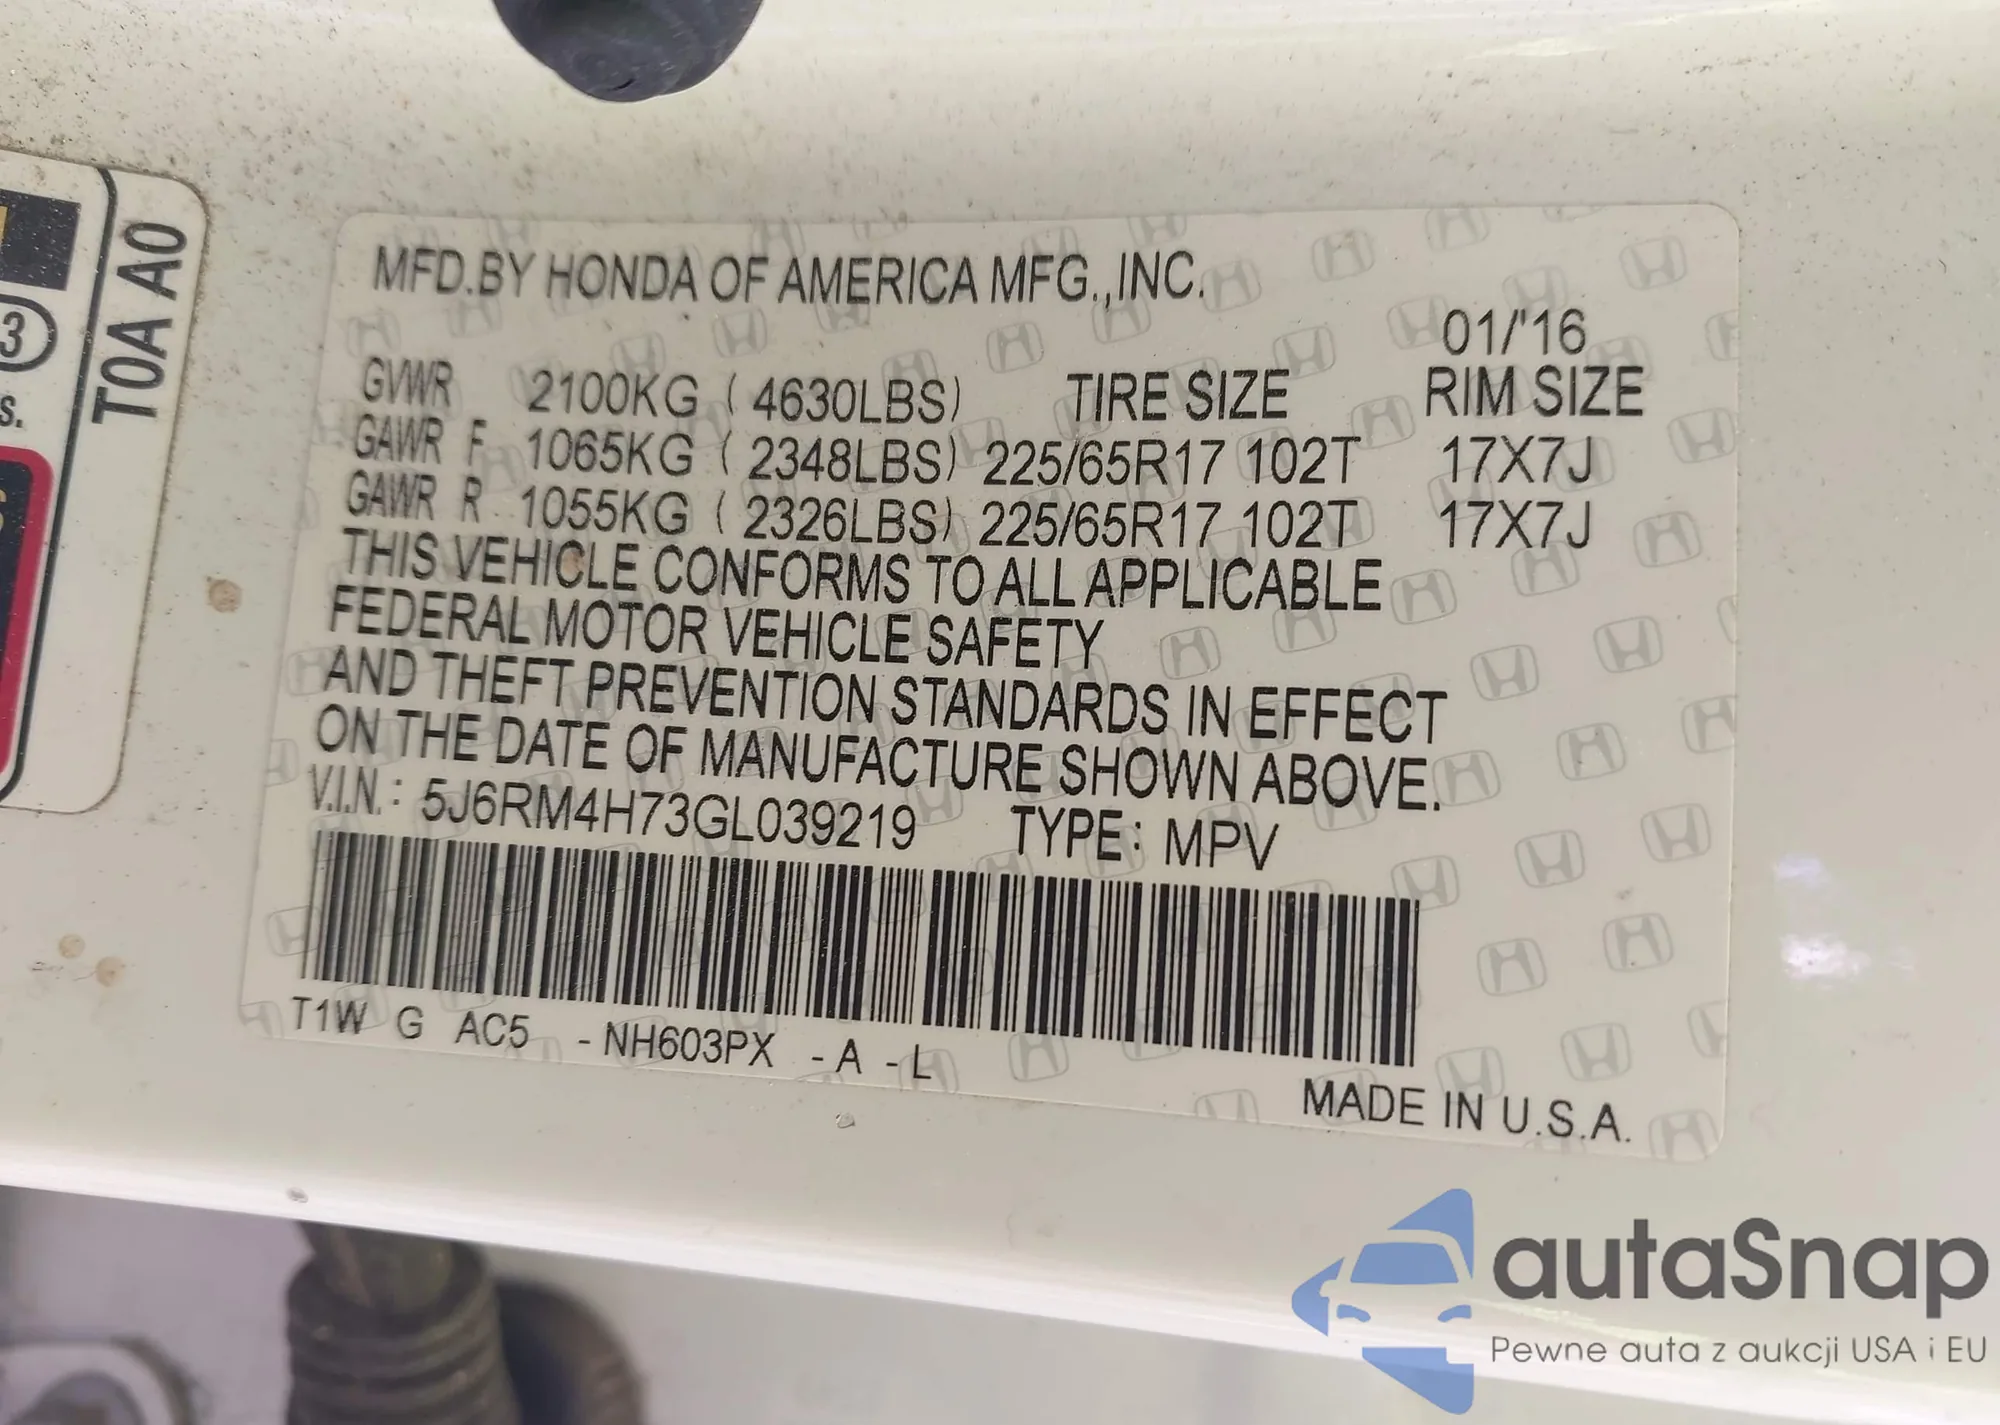 MFD.BY HONDA OF AMERICA MFG.,INC.
01/'16
GVWR 2100KG ( 4630LBS) TIRE SIZE RIM SIZE
GAWR F 1065KG ( 2348LBS) 225/65R17 102T 17X7J
GAWR R 1055KG ( 2326LBS) 225/65R17 102T 17X7J
THIS VEHICLE CONFORMS TO ALL APPLICABLE
FEDERAL MOTOR VEHICLE SAFETY
AND THEFT PREVENTION STANDARDS IN EFFECT
ON THE DATE OF MANUFACTURE SHOWN ABOVE.
V.I.N.: 5J6RM4H73GL039219 TYPE: MPV
T1W G AC5 -NH603PX -A -L
MADE IN U.S.A.
T0A A0
3
s.
autaSnap
Pewne auta z aukcji USA i EU